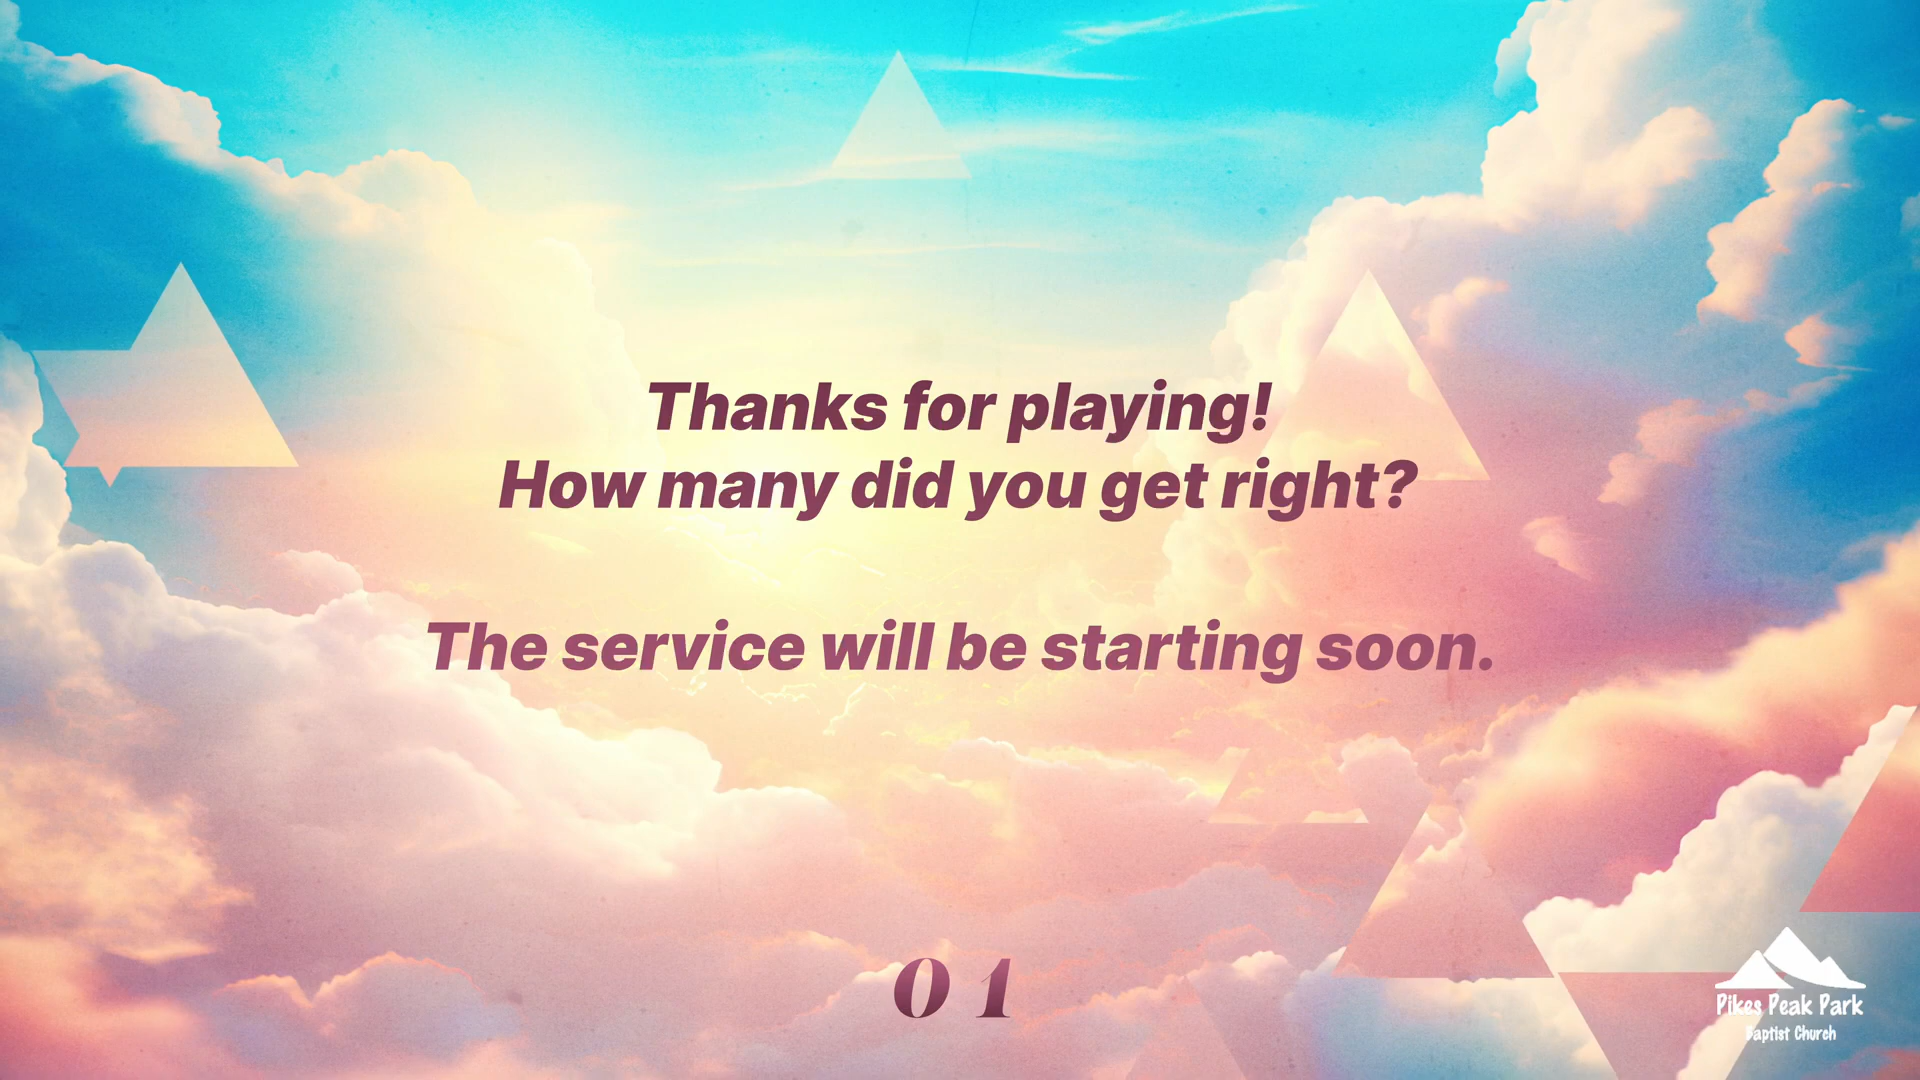 Thanks for playing!
How many did you get right?
The service will be starting soon.
01
Pikes Peak Park
Baptist Church